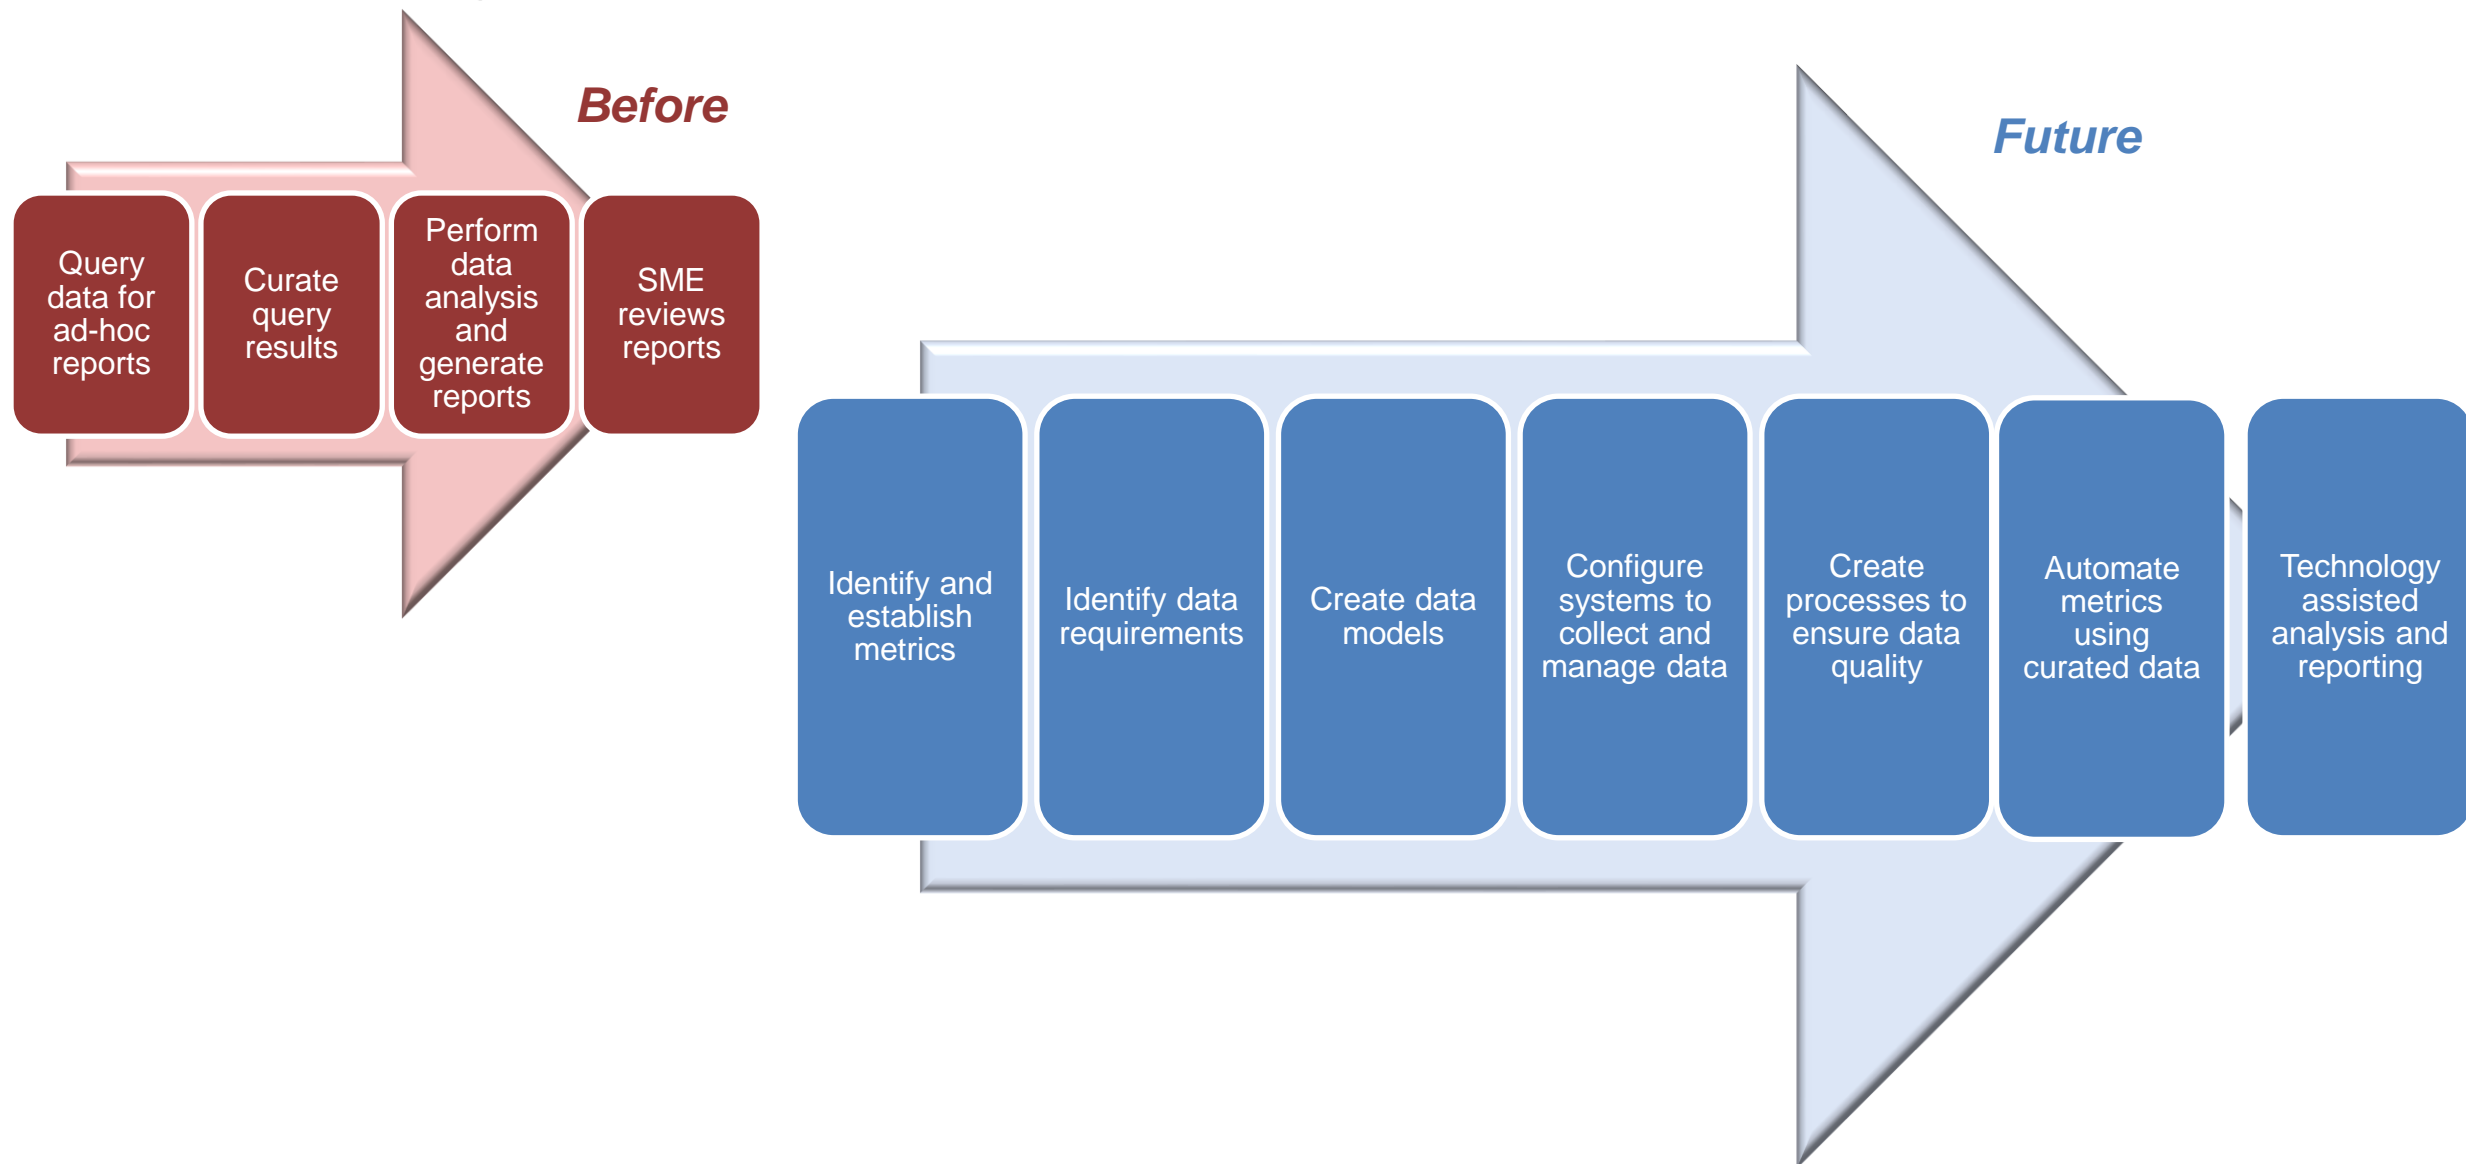 Before
Query
data for
ad-hoc
reports
Curate
query
results
Perform
data
analysis
and
generate
reports
SME
reviews
reports
Future
Identify and
establish
metrics
Identify data
requirements
Create data
models
Configure
systems to
collect and
manage data
Create
processes to
ensure data
quality
Automate
metrics
using
curated data
Technology
assisted
analysis and
reporting